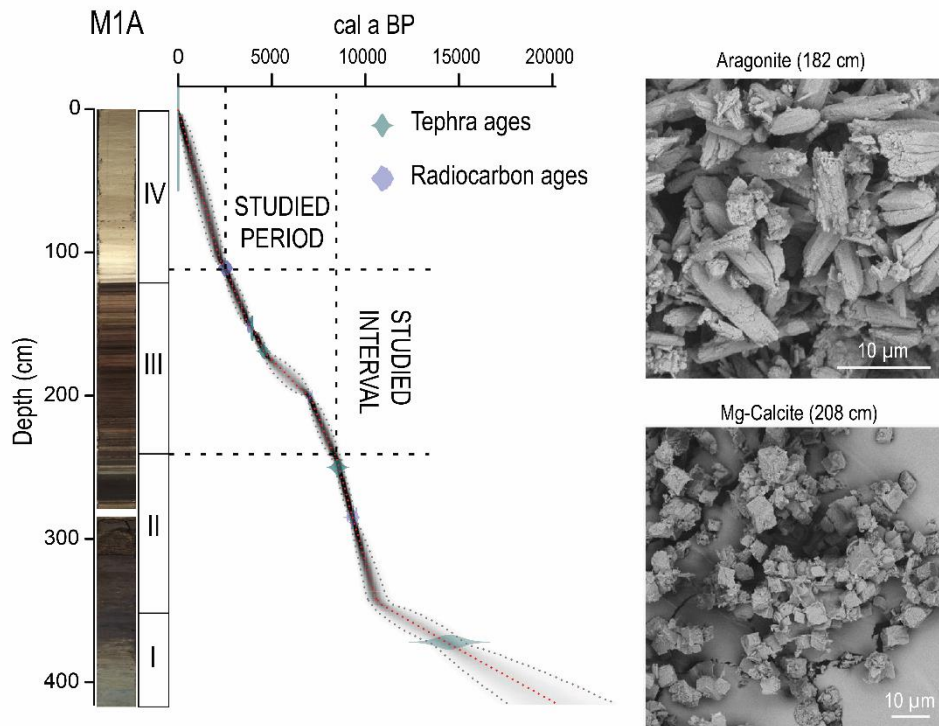 M1A
cal a BP
0
5000
10000
15000
20000
Tephra ages
Radiocarbon ages
STUDIED
PERIOD
STUDIED
INTERVAL
Depth (cm)
0
100
200
300
400
IV
III
II
I
Aragonite (182 cm)
10 µm
Mg-Calcite (208 cm)
10 µm